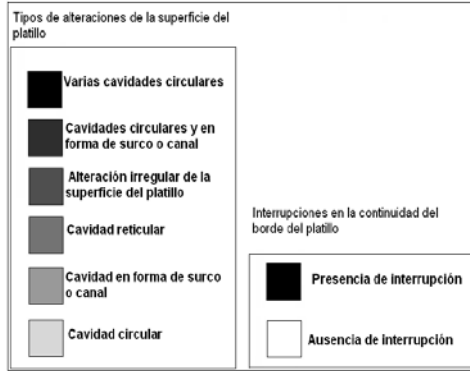 Tipos de alteraciones de la superficie del
platillo
Varias cavidades circulares
Cavidades circulares y en
forma de surco o canal
Alteración irregular de la
superficie del platillo
Cavidad reticular
Cavidad en forma de surco
o canal
Cavidad circular
Interrupciones en la continuidad del
borde del platillo
Presencia de interrupción
Ausencia de interrupción